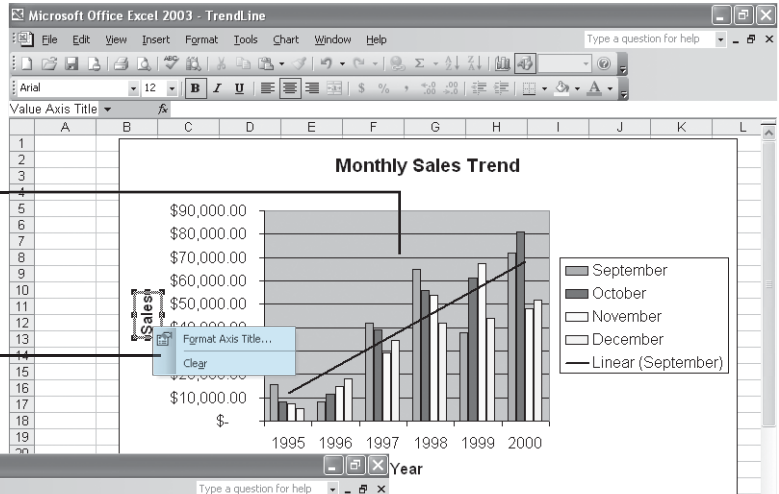 Microsoft Office Excel 2003 - TrendLine
File Edit View Insert Format Tools Chart Window Help Type a question for help
Arial 12 B I U $ % ,
Value Axis Title fx
A B C D E F G H I J K L
1
2
3
4
5
6
7
8
9
10
11
12
13
14
15
16
17
18
19
20
Monthly Sales Trend
$90,000.00
$80,000.00
$70,000.00
$60,000.00
$50,000.00
$10,000.00
$-
Sales
Format Axis Title...
Clear
1995 1996 1997 1998 1999 2000
Year
September
October
November
December
Linear (September)
Type a question for help